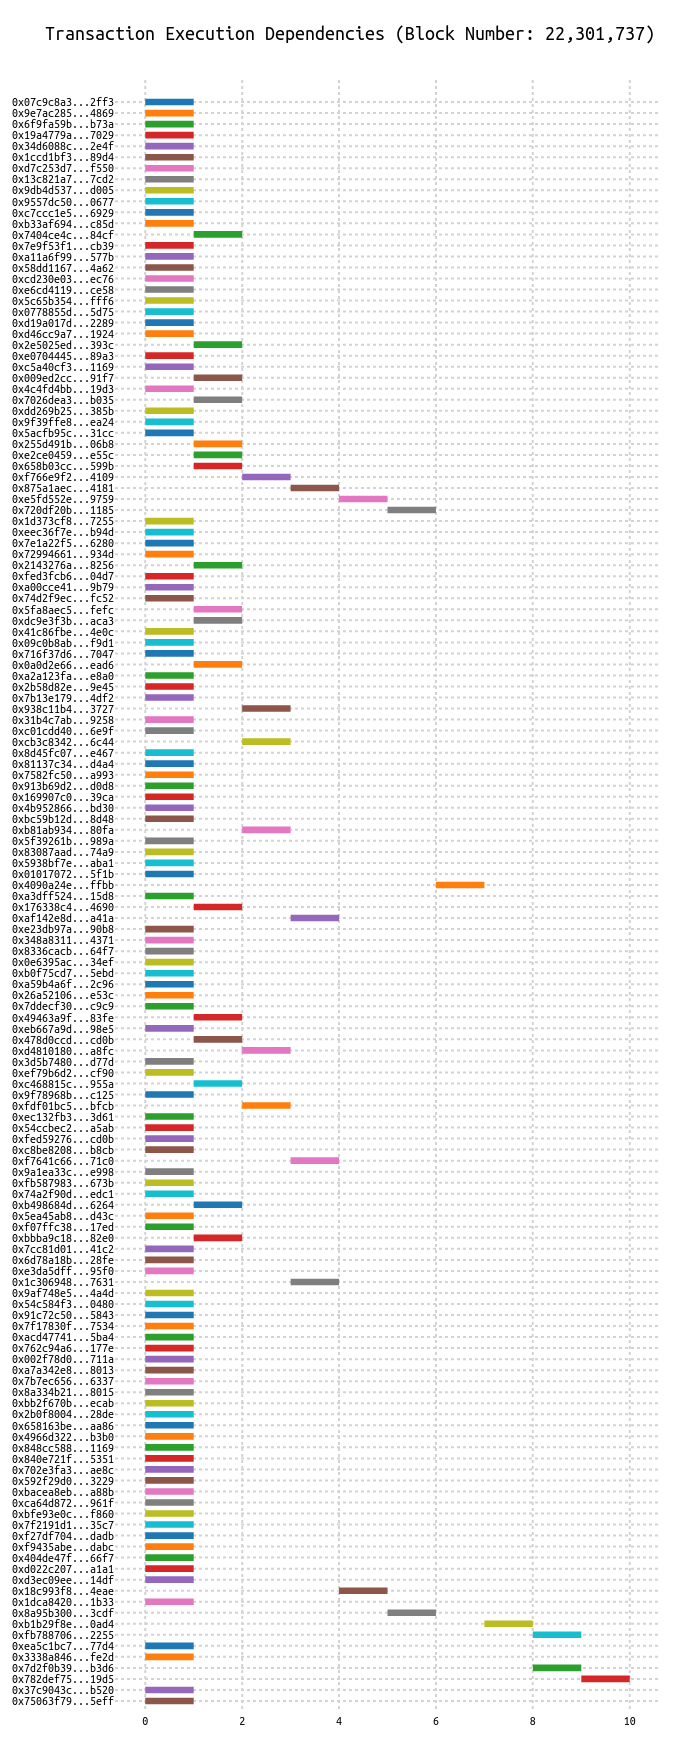 Transaction Execution Dependencies (Block Number: 22,301,737)
0x07c9c8a3...2ff3
0x9e7ac285...4869
0x6f9fa59b...b73a
0x19a4779a...7029
0x34d6088c...2e4f
0x1ccd1bf3...89d4
0xd7c253d7...f550
0x13c821a7...7cd2
0x9db4d537...d005
0x9557dc50...0677
0xc7ccc1e5...6929
0xb33af694...c85d
0x7404ce4c...84cf
0x7e9f53f1...cb39
0xa11a6f99...577b
0x58dd1167...4a62
0xcd230e03...ec76
0xe6cd4119...ce58
0x5c65b354...fff6
0x0778855d...5d75
0xd19a017d...2289
0xd46cc9a7...1924
0x2e5025ed...393c
0xe0704445...89a3
0xc5a40cf3...1169
0x009ed2cc...91f7
0x4c4fd4bb...19d3
0x7026dea3...b035
0xdd269b25...385b
0x9f39ffe8...ea24
0x5acfb95c...31cc
0x255d491b...06b8
0xe2ce0459...e55c
0x658b03cc...599b
0xf766e9f2...4109
0x875a1aec...4181
0xe5fd552e...9759
0x720df20b...1185
0x1d373cf8...7255
0xeec36f7e...b94d
0x7e1a22f5...6280
0x72994661...934d
0x2143276a...8256
0xfed3fcb6...04d7
0xa00cce41...9b79
0x74d2f9ec...fc52
0x5fa8aec5...fefc
0xdc9e3f3b...aca3
0x41c86fbe...4e0c
0x09c0b8ab...f9d1
0x716f37d6...7047
0x0a0d2e66...ead6
0xa2a123fa...e8a0
0x2b58d82e...9e45
0x7b13e179...4df2
0x938c11b4...3727
0x31b4c7ab...9258
0xc01cdd40...6e9f
0xcb3c8342...6c44
0x8d45fc07...e467
0x81137c34...d4a4
0x7582fc50...a993
0x913b69d2...d0d8
0x169907c0...39ca
0x4b952866...bd30
0xbc59b12d...8d48
0xb81ab934...80fa
0x5f39261b...989a
0x83087aad...74a9
0x5938bf7e...aba1
0x01017072...5f1b
0x4090a24e...ffbb
0xa3dff524...15d8
0x176338c4...4690
0xaf142e8d...a41a
0xe23db97a...90b8
0x348a8311...4371
0x8336cacb...64f7
0x0e6395ac...34ef
0xb0f75cd7...5ebd
0xa59b4a6f...2c96
0x26a52106...e53c
0x7ddecf30...c9c9
0x49463a9f...83fe
0xeb667a9d...98e5
0x478d0ccd...cd0b
0xd4810180...a8fc
0x3d5b7480...d77d
0xef79b6d2...cf90
0xc468815c...955a
0x9f78968b...c125
0xfdf01bc5...bfcb
0xec132fb3...3d61
0x54ccbec2...a5ab
0xfed59276...cd0b
0xc8be8208...b8cb
0xf7641c66...71c0
0x9a1ea33c...e998
0xfb587983...673b
0x74a2f90d...edc1
0xb498684d...6264
0x5ea45ab8...d43c
0xf07ffc38...17ed
0xbbba9c18...82e0
0x7cc81d01...41c2
0x6d78a18b...28fe
0xe3da5dff...95f0
0x1c306948...7631
0x9af748e5...4a4d
0x54c584f3...0480
0x91c72c50...5843
0x7f17830f...7534
0xacd47741...5ba4
0x762c94a6...177e
0x002f78d0...711a
0xa7a342e8...8013
0x7b7ec656...6337
0x8a334b21...8015
0xbb2f670b...ecab
0x2b0f8004...28de
0x658163be...aa86
0x4966d322...b3b0
0x848cc588...1169
0x840e721f...5351
0x702e3fa3...ae8c
0x592f29d0...3229
0xbacea8eb...a88b
0xca64d872...961f
0xbfe93e0c...f860
0x7f2191d1...35c7
0xf27df704...dadb
0xf9435abe...dabc
0x404de47f...66f7
0xd022c207...a1a1
0xd3ec09ee...14df
0x18c993f8...4eae
0x1dca8420...1b33
0x8a95b300...3cdf
0xb1b29f8e...0ad4
0xfb788706...2255
0xea5c1bc7...77d4
0x3338a846...fe2d
0x7d2f0b39...b3d6
0x782def75...19d5
0x37c9043c...b520
0x75063f79...5eff
0 2 4 6 8 10